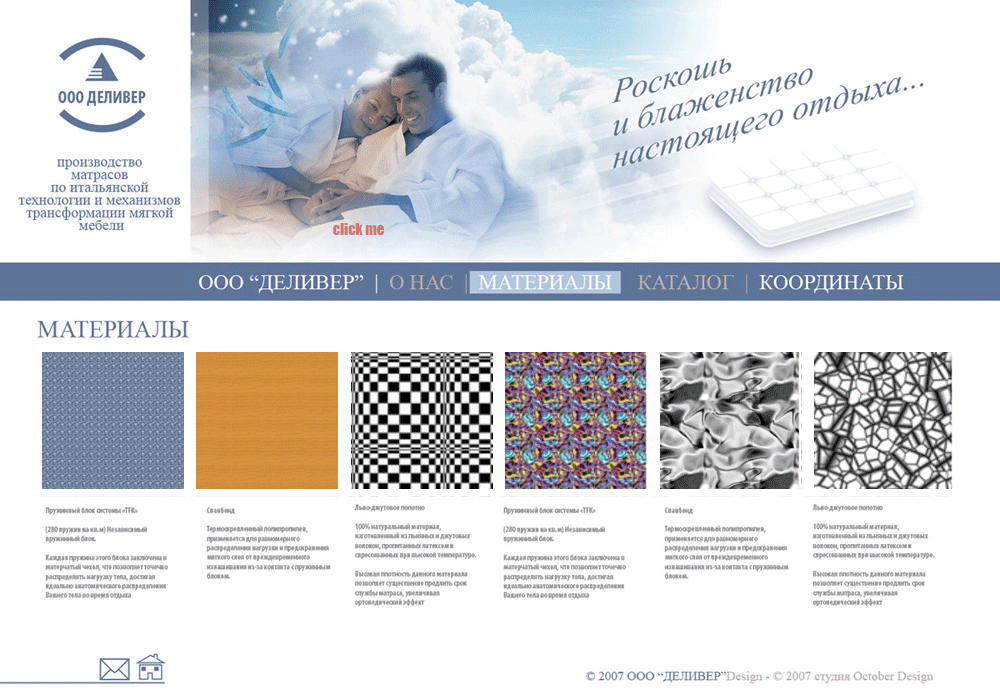 ООО ДЕЛИВЕР
производство
матрасов
по итальянской
технологии и механизмов
трансформации мягкой
мебели
Роскошь
и блаженство
настоящего отдыха...
click me
ООО “ДЕЛИВЕР” | О НАС | МАТЕРИАЛЫ КАТАЛОГ | КООРДИНАТЫ
МАТЕРИАЛЫ
Пружинный блок системы «TFK»
(280 пружин на кв.м) Независимый
пружинный блок.
Каждая пружина этого блока заключена в
матерчатый чехол, что позволяет точечно
распределять нагрузку тела, достигая
идеально анатомического распределения
Вашего тела во время отдыха
Спанбонд
Термоскрепленный полипропилен,
применяется для равномерного
распределения нагрузки и предохранения
мягкого слоя от преждевременного
изнашивания из-за контакта с пружинным
блоком.
Льво-джутовое полотно
100% натуральный материал,
изготовленный из льняных и джутовых
волокон, пропитанных латексом и
спрессованных при высокой температуре.
Высокая плотность данного материала
позволяет существенно продлить срок
службы матраса, увеличивая
ортопедический эффект
Пружинный блок системы «TFK»
(280 пружин на кв.м) Независимый
пружинный блок.
Каждая пружина этого блока заключена в
матерчатый чехол, что позволяет точечно
распределять нагрузку тела, достигая
идеально анатомического распределения
Вашего тела во время отдыха
Спанбонд
Термоскрепленный полипропилен,
применяется для равномерного
распределения нагрузки и предохранения
мягкого слоя от преждевременного
изнашивания из-за контакта с пружинным
блоком.
Льво-джутовое полотно
100% натуральный материал,
изготовленный из льняных и джутовых
волокон, пропитанных латексом и
спрессованных при высокой температуре.
Высокая плотность данного материала
позволяет существенно продлить срок
службы матраса, увеличивая
ортопедический эффект
© 2007 ООО “ДЕЛИВЕР”Design - © 2007 студия October Design